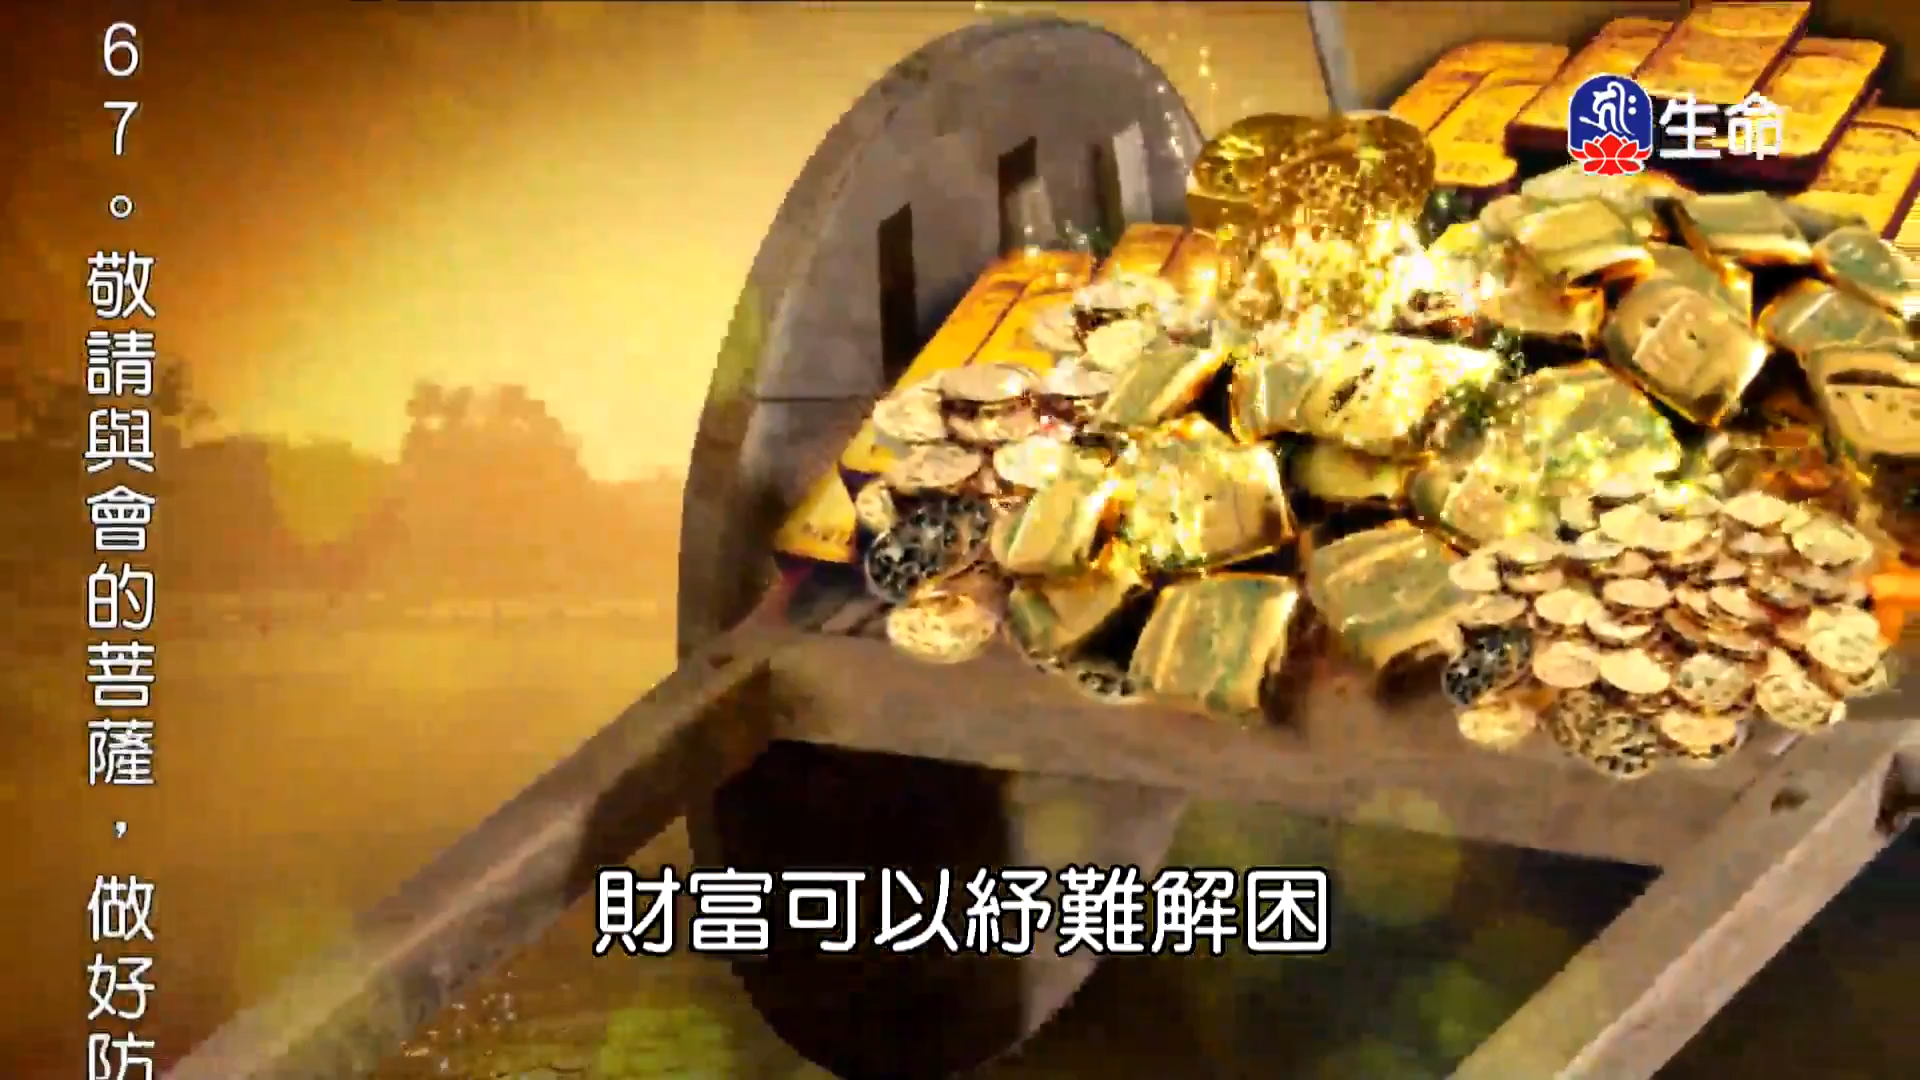 67。敬請與會的菩薩，做好防
生命
財富可以紓難解困